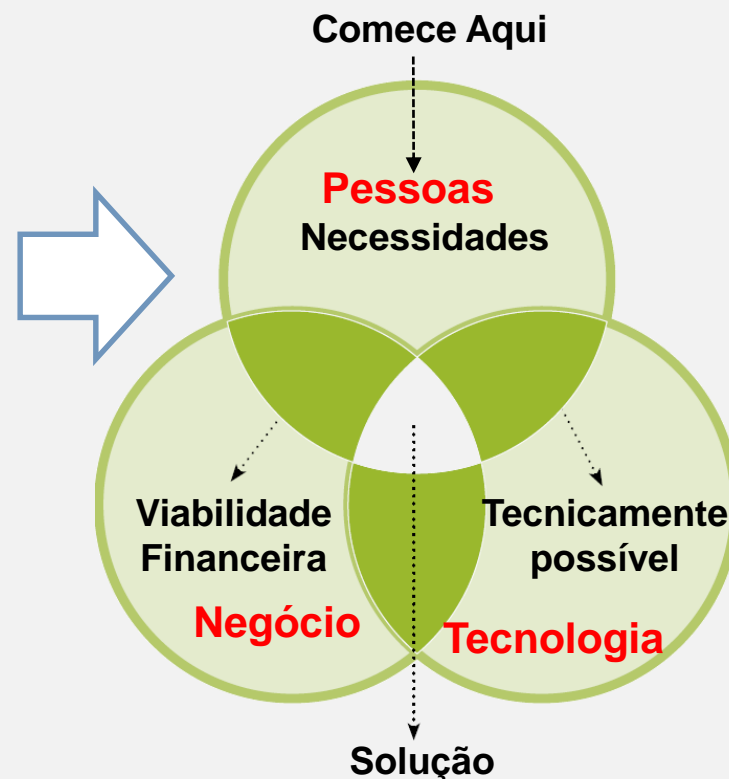 Comece Aqui
Pessoas
Necessidades
Viabilidade
Financeira
Negócio
Tecnicamente
possível
Tecnologia
Solução